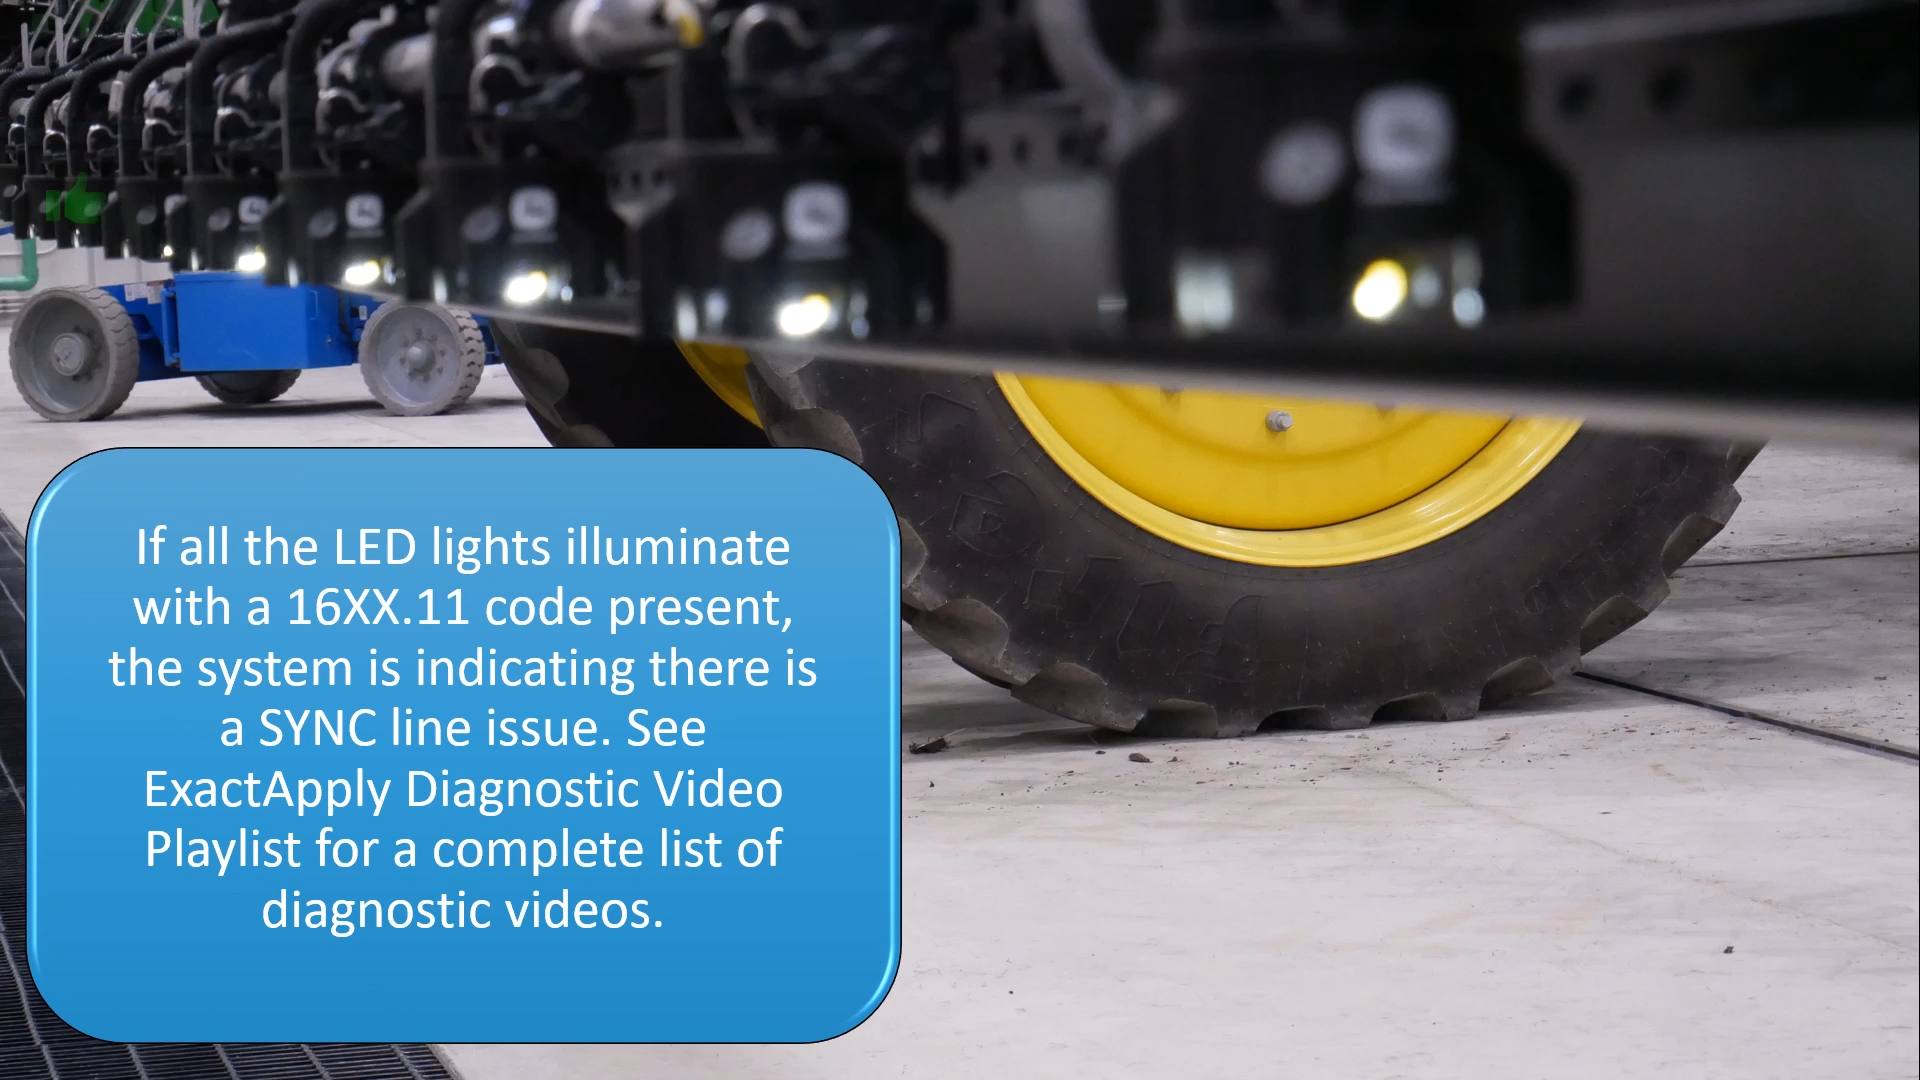 If all the LED lights illuminate
with a 16XX.11 code present,
the system is indicating there is
a SYNC line issue. See
ExactApply Diagnostic Video
Playlist for a complete list of
diagnostic videos.